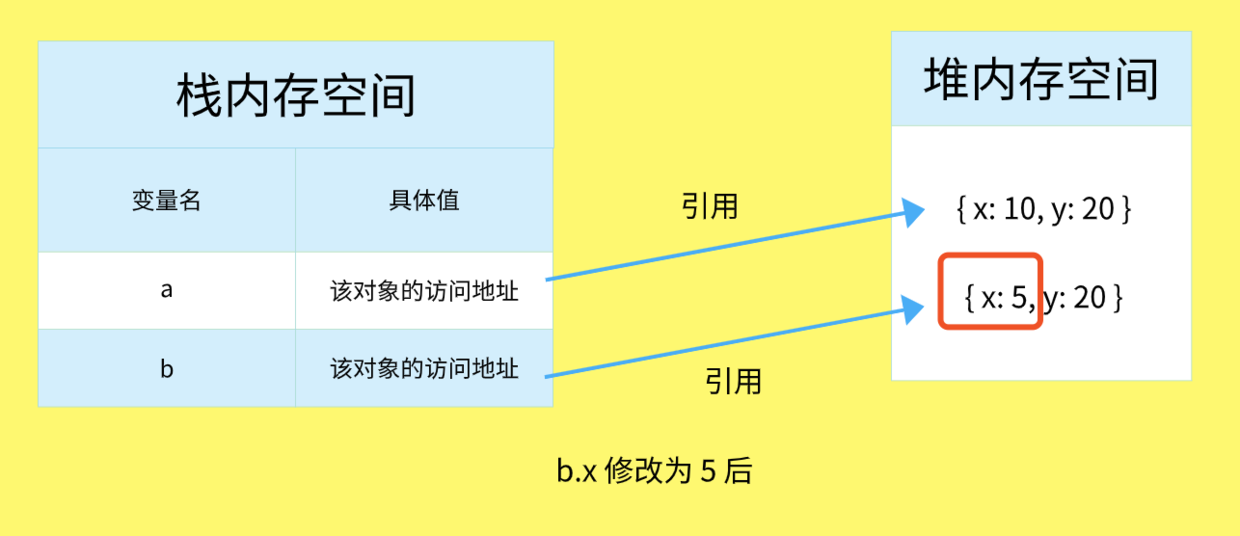 栈内存空间
变量名 具体值
a 该对象的访问地址
b 该对象的访问地址
引用
引用
堆内存空间
{ x: 10, y: 20 }
{ x: 5, y: 20 }
b.x 修改为 5 后